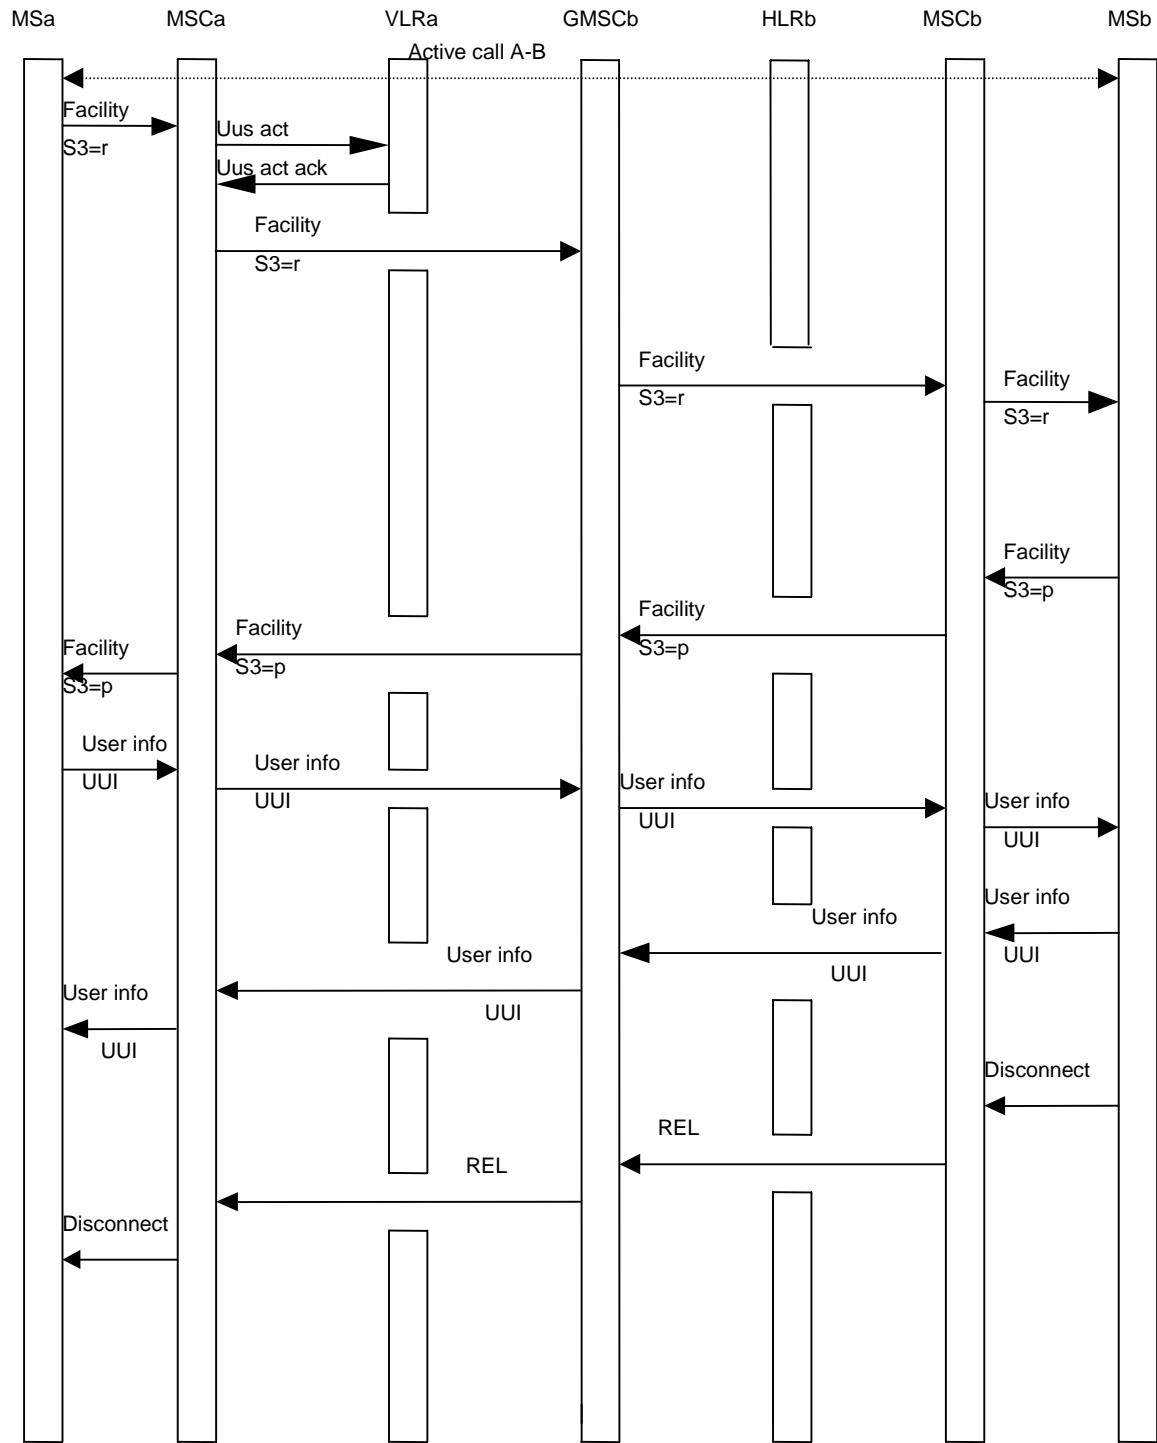 MSa MSCa VLRa GMSCb HLRb MSCb MSb
Active call A-B
Facility
S3=r
Uus act
Uus act ack
Facility
S3=r
Facility
S3=r
Facility
S3=r
Facility
S3=p
Facility
S3=p
Facility
S3=p
Facility
S3=p
User info
UUI
User info
UUI
User info
UUI
User info
UUI
User info
UUI
User info
UUI
User info
UUI
User info
UUI
Disconnect
REL
REL
Disconnect